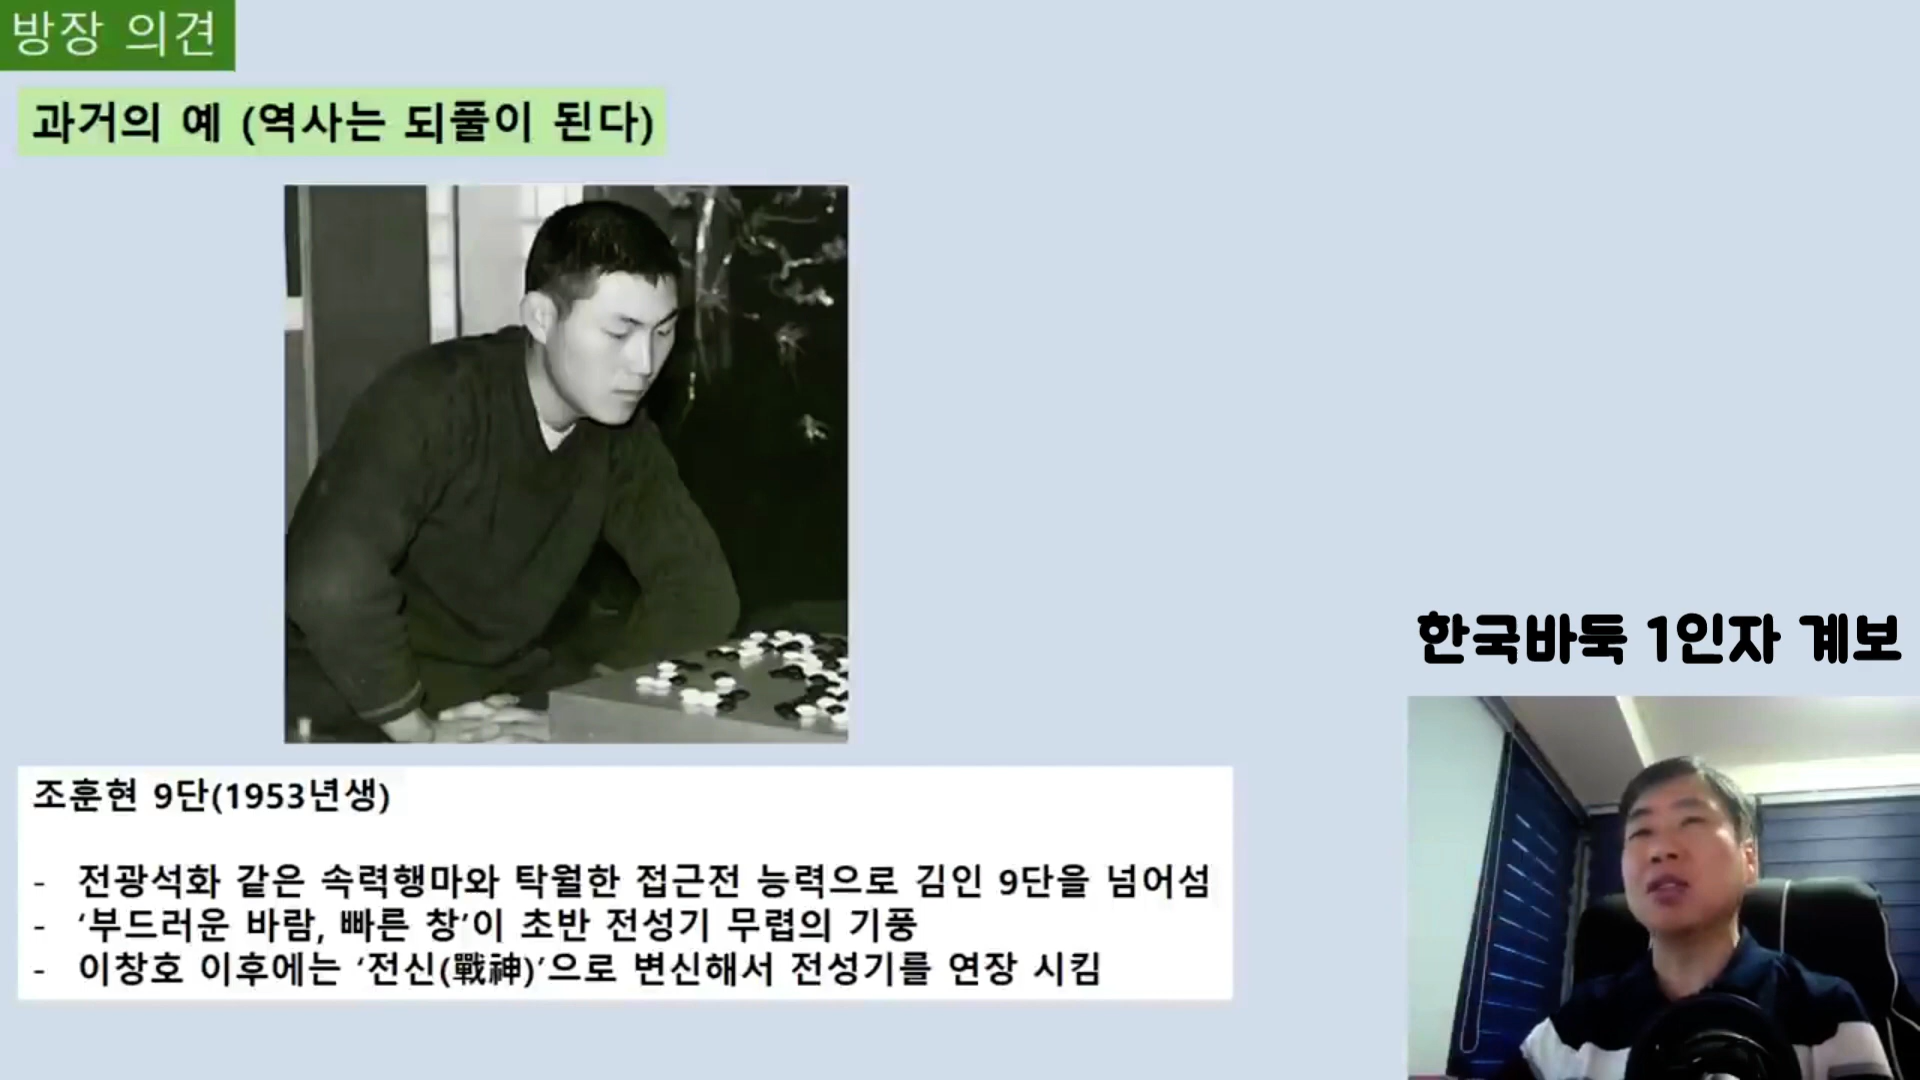 방장 의견
과거의 예 (역사는 되풀이 된다)
한국바둑 1인자 계보
조훈현 9단(1953년생)
- 전광석화 같은 속력행마와 탁월한 접근전 능력으로 김인 9단을 넘어섬
- ‘부드러운 바람, 빠른 창’이 초반 전성기 무렵의 기풍
- 이창호 이후에는 ‘전신(戰神)’으로 변신해서 전성기를 연장 시킴